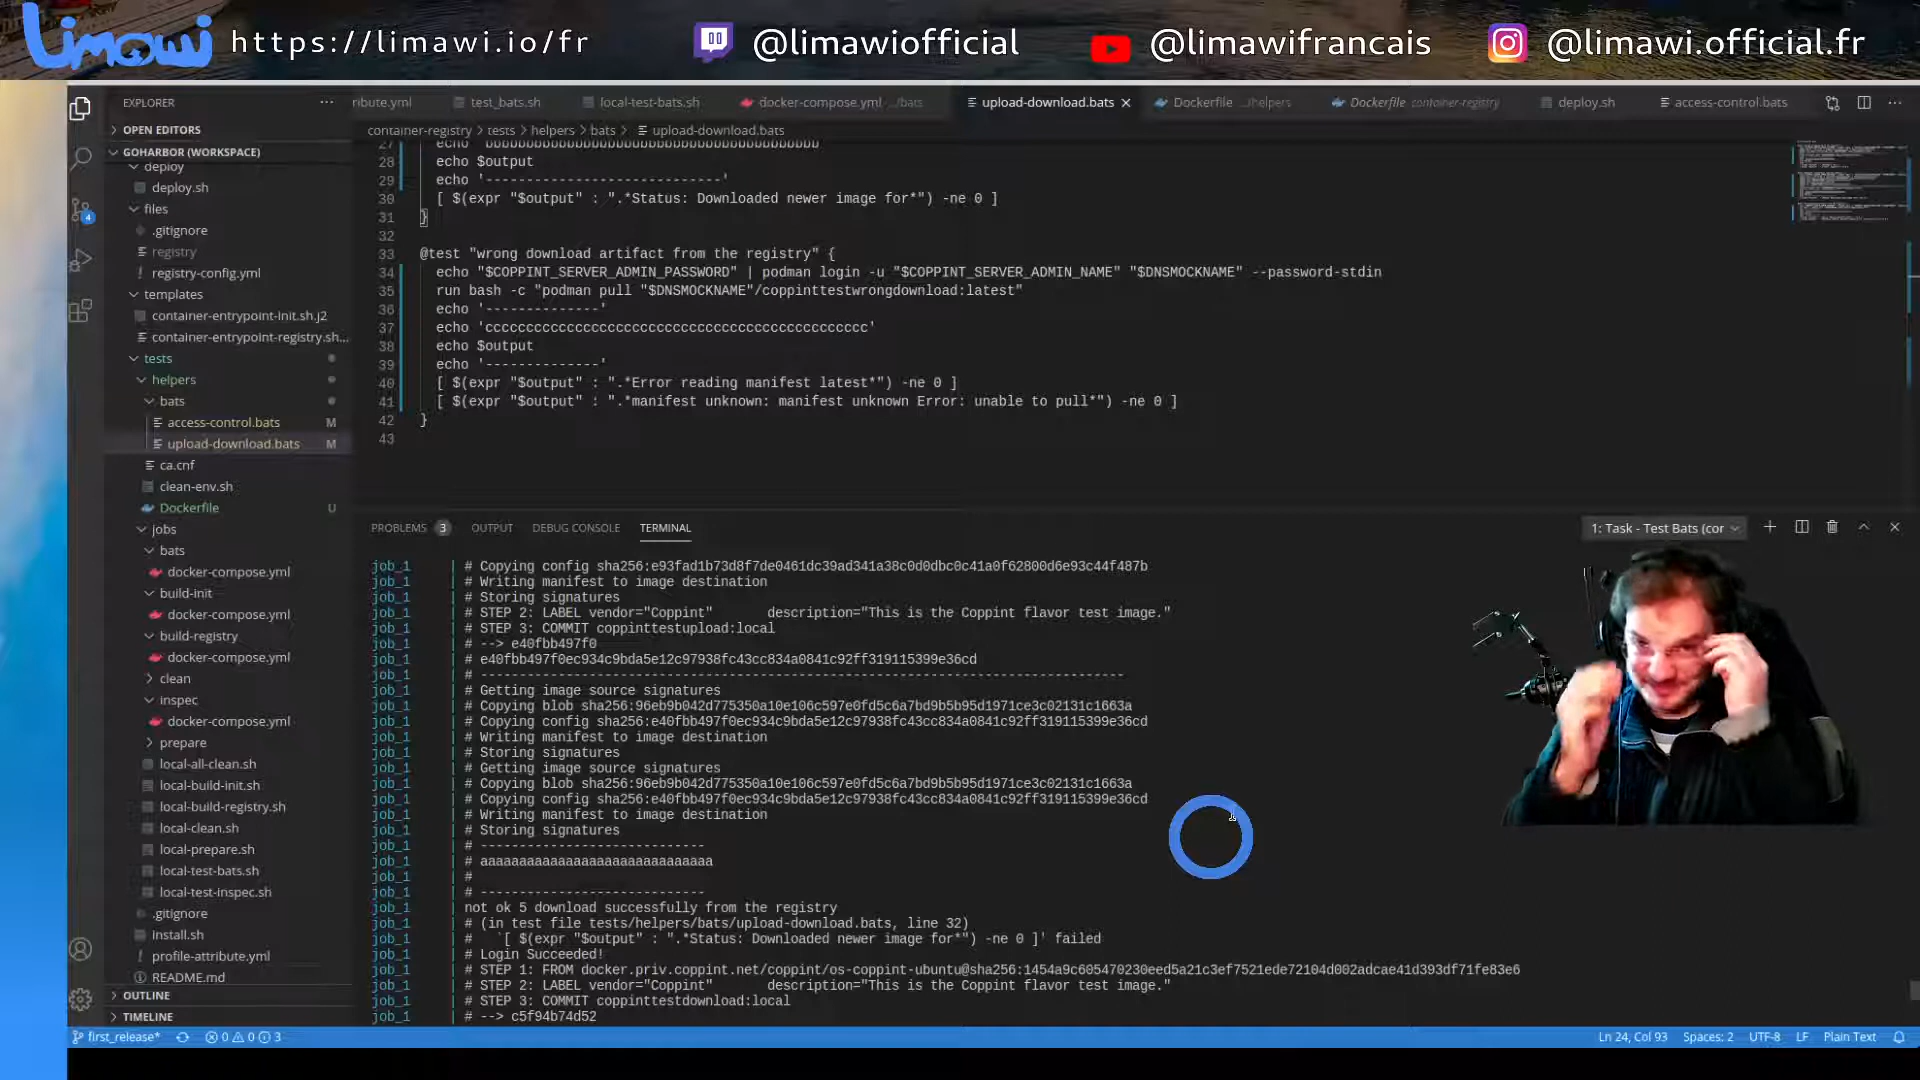 Limawi https://limawi.io/fr @limawiofficial @limawifrancais @limawi.official.fr
EXPLORER
ribute.yml test_bats.sh local-test-bats.sh docker-compose.yml .../bats upload-download.bats Dockerfile .../helpers Dockerfile container-registry deploy.sh access-control.bats
container-registry > tests > helpers > bats > upload-download.bats
OPEN EDITORS
GOHARBOR (WORKSPACE)
deploy
deploy.sh
files
.gitignore
registry
registry-config.yml
templates
container-entrypoint-init.sh.j2
container-entrypoint-registry.sh...
tests
helpers
bats
access-control.bats M
upload-download.bats M
ca.cnf
clean-env.sh
Dockerfile U
jobs
bats
docker-compose.yml
build-init
docker-compose.yml
build-registry
docker-compose.yml
clean
inspec
docker-compose.yml
prepare
local-all-clean.sh
local-build-init.sh
local-build-registry.sh
local-clean.sh
local-prepare.sh
local-test-bats.sh
local-test-inspec.sh
.gitignore
install.sh
profile-attribute.yml
README.md
OUTLINE
TIMELINE
28 echo $output
29 echo '-----------------------------'
30 [ $(expr "$output" : ".*Status: Downloaded newer image for*") -ne 0 ]
31 }
32
33 @test "wrong download artifact from the registry" {
34 echo "$COPPINT_SERVER_ADMIN_PASSWORD" | podman login -u "$COPPINT_SERVER_ADMIN_NAME" "$DNSMOCKNAME" --password-stdin
35 run bash -c "podman pull "$DNSMOCKNAME"/coppinttestwrongdownload:latest"
36 echo '--------------'
37 echo 'ccccccccccccccccccccccccccccccccccccccccccccccc'
38 echo $output
39 echo '--------------'
40 [ $(expr "$output" : ".*Error reading manifest latest*") -ne 0 ]
41 [ $(expr "$output" : ".*manifest unknown: manifest unknown Error: unable to pull*") -ne 0 ]
42 }
43
PROBLEMS 3 OUTPUT DEBUG CONSOLE TERMINAL 1: Task - Test Bats (cor
job_1 | # Copying config sha256:e93fad1b73d8f7de0461dc39ad341a38c0d0dbc0c41a0f62800d6e93c44f487b
job_1 | # Writing manifest to image destination
job_1 | # Storing signatures
job_1 | # STEP 2: LABEL vendor="Coppint" description="This is the Coppint flavor test image."
job_1 | # STEP 3: COMMIT coppinttestupload:local
job_1 | # --> e40fbb497f0
job_1 | # e40fbb497f0ec934c9bda5e12c97938fc43cc834a0841c92ff319115399e36cd
job_1 | # -----------------------------------------------------------------------------------
job_1 | # Getting image source signatures
job_1 | # Copying blob sha256:96eb9b042d775350a10e106c597e0fd5c6a7bd9b5b95d1971ce3c02131c1663a
job_1 | # Copying config sha256:e40fbb497f0ec934c9bda5e12c97938fc43cc834a0841c92ff319115399e36cd
job_1 | # Writing manifest to image destination
job_1 | # Storing signatures
job_1 | # Getting image source signatures
job_1 | # Copying blob sha256:96eb9b042d775350a10e106c597e0fd5c6a7bd9b5b95d1971ce3c02131c1663a
job_1 | # Copying config sha256:e40fbb497f0ec934c9bda5e12c97938fc43cc834a0841c92ff319115399e36cd
job_1 | # Writing manifest to image destination
job_1 | # Storing signatures
job_1 | # -----------------------------
job_1 | # aaaaaaaaaaaaaaaaaaaaaaaaaaaaaa
job_1 | #
job_1 | # -----------------------------
job_1 | not ok 5 download successfully from the registry
job_1 | # (in test file tests/helpers/bats/upload-download.bats, line 32)
job_1 | # `[ $(expr "$output" : ".*Status: Downloaded newer image for*") -ne 0 ]' failed
job_1 | # Login Succeeded!
job_1 | # STEP 1: FROM docker.priv.coppint.net/coppint/os-coppint-ubuntu@sha256:1454a9c605470230eed5a21c3ef7521ede72104d002adcae41d393df71fe83e6
job_1 | # STEP 2: LABEL vendor="Coppint" description="This is the Coppint flavor test image."
job_1 | # STEP 3: COMMIT coppinttestdownload:local
job_1 | # --> c5f94b74d52
first_release* 0 0 3 Ln 24, Col 93 Spaces: 2 UTF-8 LF Plain Text